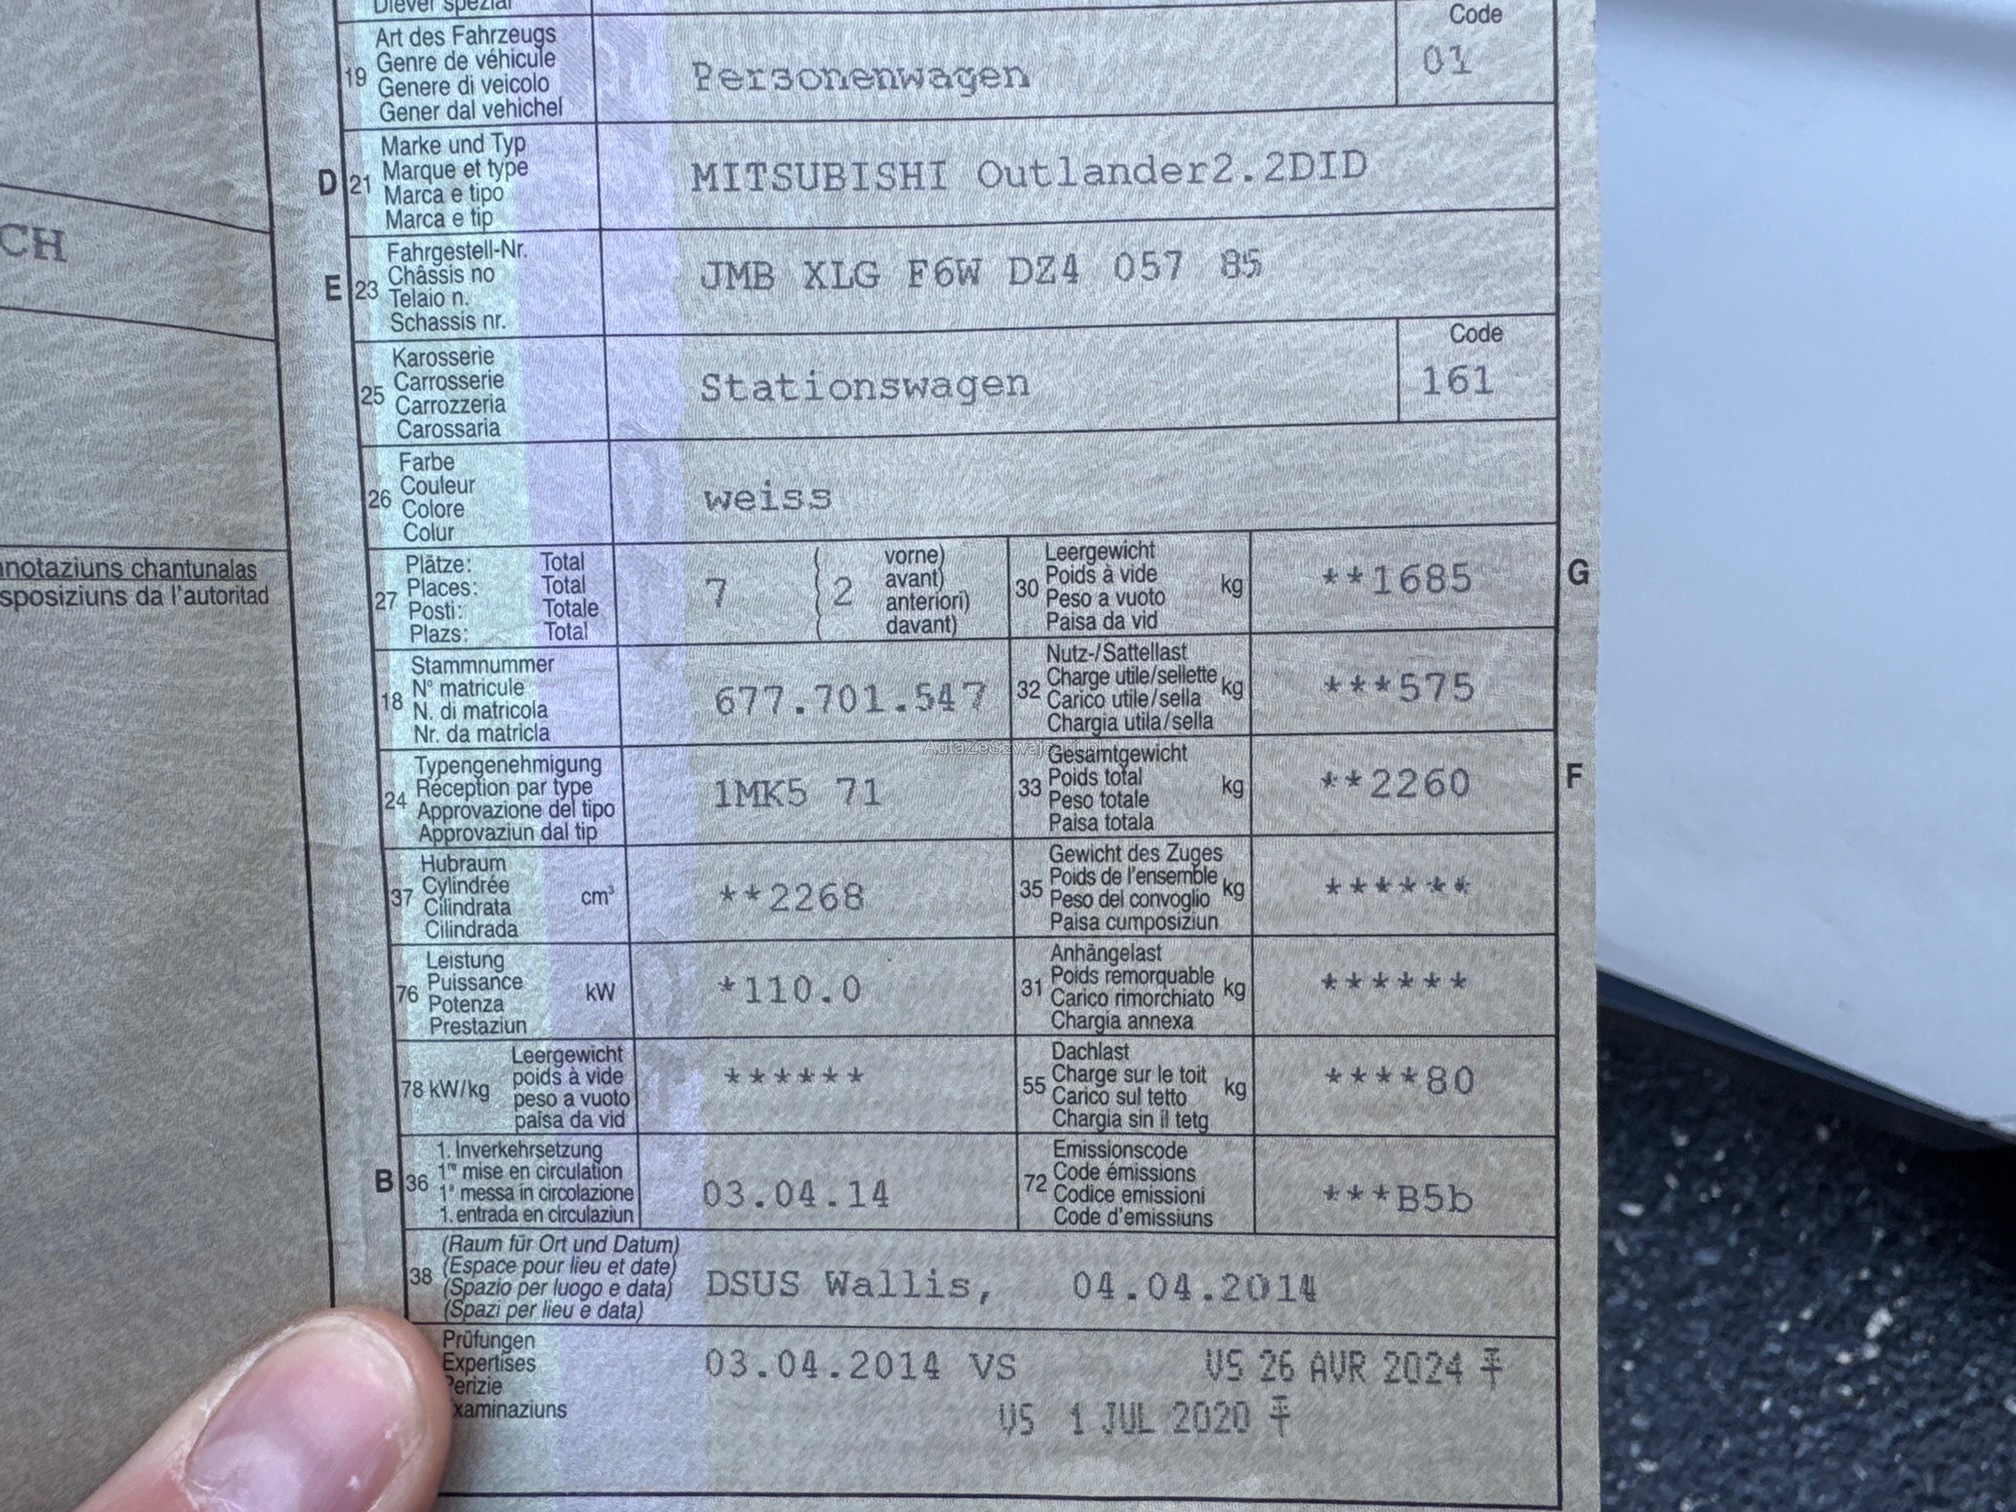 Code
Art des Fahrzeugs
Genre de véhicule
Genere di veicolo
Gener dal vehichel
19
Personenwagen
01
D
Marke und Typ
Marque et type
Marca e tipo
Marca e tip
21
MITSUBISHI Outlander2.2DID
CH
E
Fahrgestell-Nr.
Châssis no
Telaio n.
Schassis nr.
23
JMB XLG F6W DZ4 057 85
Code
Karosserie
Carrosserie
Carrozzeria
Carossaria
25
Stationswagen
161
Farbe
Couleur
Colore
Colur
26
weiss
chantunalas
da l'autoritad
Plätze: Total
Places: Total
Posti: Totale
Plazs: Total
27
7
2
vorne)
avant)
anteriori)
davant)
Leergewicht
Poids à vide
Peso a vuoto
Paisa da vid
30
kg
**1685
G
Stammnummer
N° matricule
N. di matricola
Nr. da matricla
18
677.701.547
Nutz-/Sattellast
Charge utile/sellette
Carico utile/sella
Chargia utila/sella
32
kg
***575
Typengenehmigung
Réception par type
Approvazione del tipo
Approvaziun dal tip
24
1MK5 71
Gesamtgewicht
Poids total
Peso totale
Paisa totala
33
kg
**2260
F
Hubraum
Cylindrée
Cilindrata
Cilindrada
37
cm³
**2268
Gewicht des Zuges
Poids de l'ensemble
Peso del convoglio
Paisa cumposiziun
35
kg
******
Leistung
Puissance
Potenza
Prestaziun
76
kW
*110.0
Anhängelast
Poids remorquable
Carico rimorchiato
Chargia annexa
31
kg
******
78 kW/kg
Leergewicht
poids à vide
peso a vuoto
paisa da vid
******
Dachlast
Charge sur le toit
Carico sul tetto
Chargia sin il tetg
55
kg
****80
B
1. Inverkehrsetzung
1re mise en circulation
1a messa in circolazione
1. entrada en circulaziun
36
03.04.14
Emissionscode
Code émissions
Codice emissioni
Code d'emissiuns
72
***B5b
(Raum für Ort und Datum)
(Espace pour lieu et date)
(Spazio per luogo e data)
(Spazi per lieu e data)
38
DSUS Wallis, 04.04.2014
Prüfungen
Expertises
03.04.2014 VS
VS 26 AVR 2024
VS 1 JUL 2020